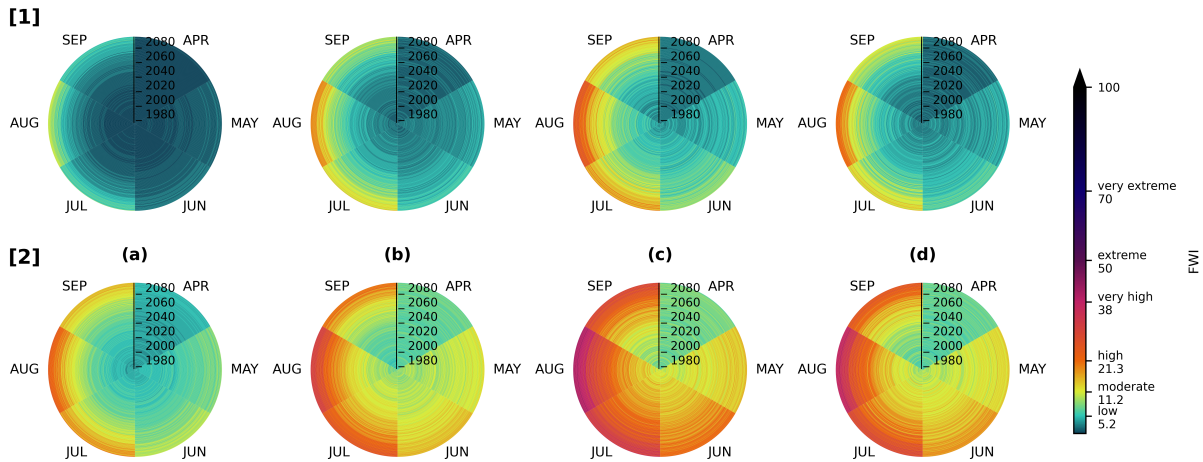 [1]
SEP
APR
MAY
JUN
JUL
AUG
2080
2060
2040
2020
2000
1980
SEP
APR
MAY
JUN
JUL
AUG
2080
2060
2040
2020
2000
1980
SEP
APR
MAY
JUN
JUL
AUG
2080
2060
2040
2020
2000
1980
SEP
APR
MAY
JUN
JUL
AUG
2080
2060
2040
2020
2000
1980
[2]
(a)
SEP
APR
MAY
JUN
JUL
AUG
2080
2060
2040
2020
2000
1980
(b)
SEP
APR
MAY
JUN
JUL
AUG
2080
2060
2040
2020
2000
1980
(c)
SEP
APR
MAY
JUN
JUL
AUG
2080
2060
2040
2020
2000
1980
(d)
SEP
APR
MAY
JUN
JUL
AUG
2080
2060
2040
2020
2000
1980
100
very extreme
70
extreme
50
very high
38
high
21.3
moderate
11.2
low
5.2
FWI